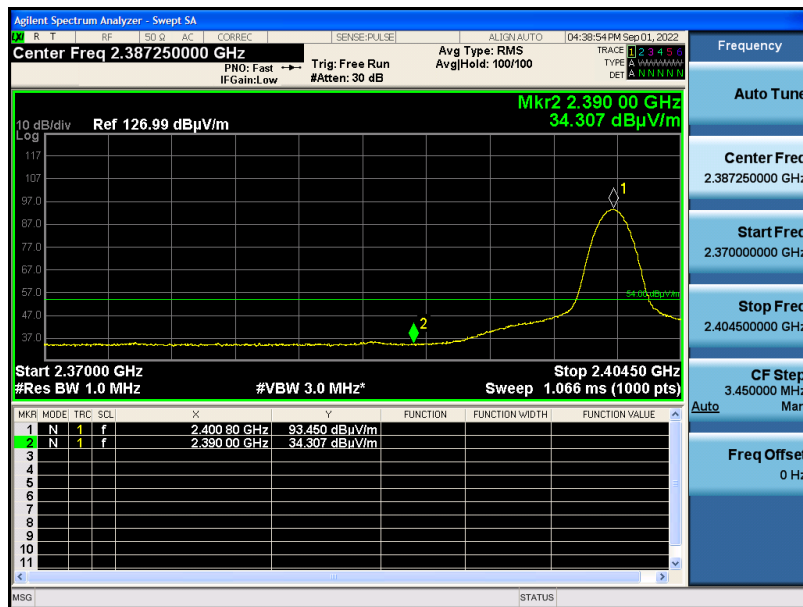 Agilent Spectrum Analyzer - Swept SA
LXI R T RF 50 Ω AC CORREC SENSE:PULSE ALIGN AUTO 04:38:54 PM Sep 01, 2022
Center Freq 2.387250000 GHz
PNO: Fast
IFGain:Low
Trig: Free Run
#Atten: 30 dB
Avg Type: RMS
Avg|Hold: 100/100
TRACE 1 2 3 4 5 6
TYPE A
DET A N N N N N
Mkr2 2.390 00 GHz
34.307 dBµV/m
10 dB/div Ref 126.99 dBµV/m
Log
117
107
97.0
87.0
77.0
67.0
57.0
47.0
37.0
1
2
54.00 dBµV/m
Start 2.37000 GHz Stop 2.40450 GHz
#Res BW 1.0 MHz #VBW 3.0 MHz* Sweep 1.066 ms (1000 pts)
MKR MODE TRC SCL X Y FUNCTION FUNCTION WIDTH FUNCTION VALUE
1 N 1 f 2.400 80 GHz 93.450 dBµV/m
2 N 1 f 2.390 00 GHz 34.307 dBµV/m
3
4
5
6
7
8
9
10
11
MSG STATUS
Frequency
Auto Tune
Center Freq
2.387250000 GHz
Start Freq
2.370000000 GHz
Stop Freq
2.404500000 GHz
CF Step
3.450000 MHz
Auto Man
Freq Offset
0 Hz